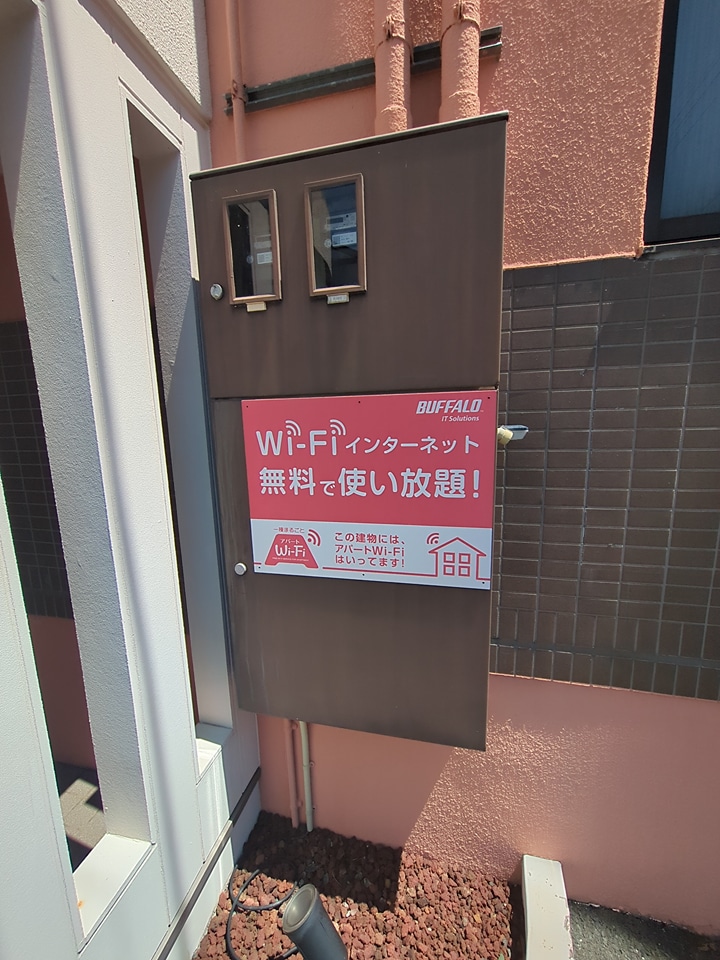 BUFFALO
IT Solutions
Wi-Fi インターネット
無料で使い放題！
一棟まるごと
アパート
Wi-Fi
この建物には、
アパートWi-Fi
はいってます！